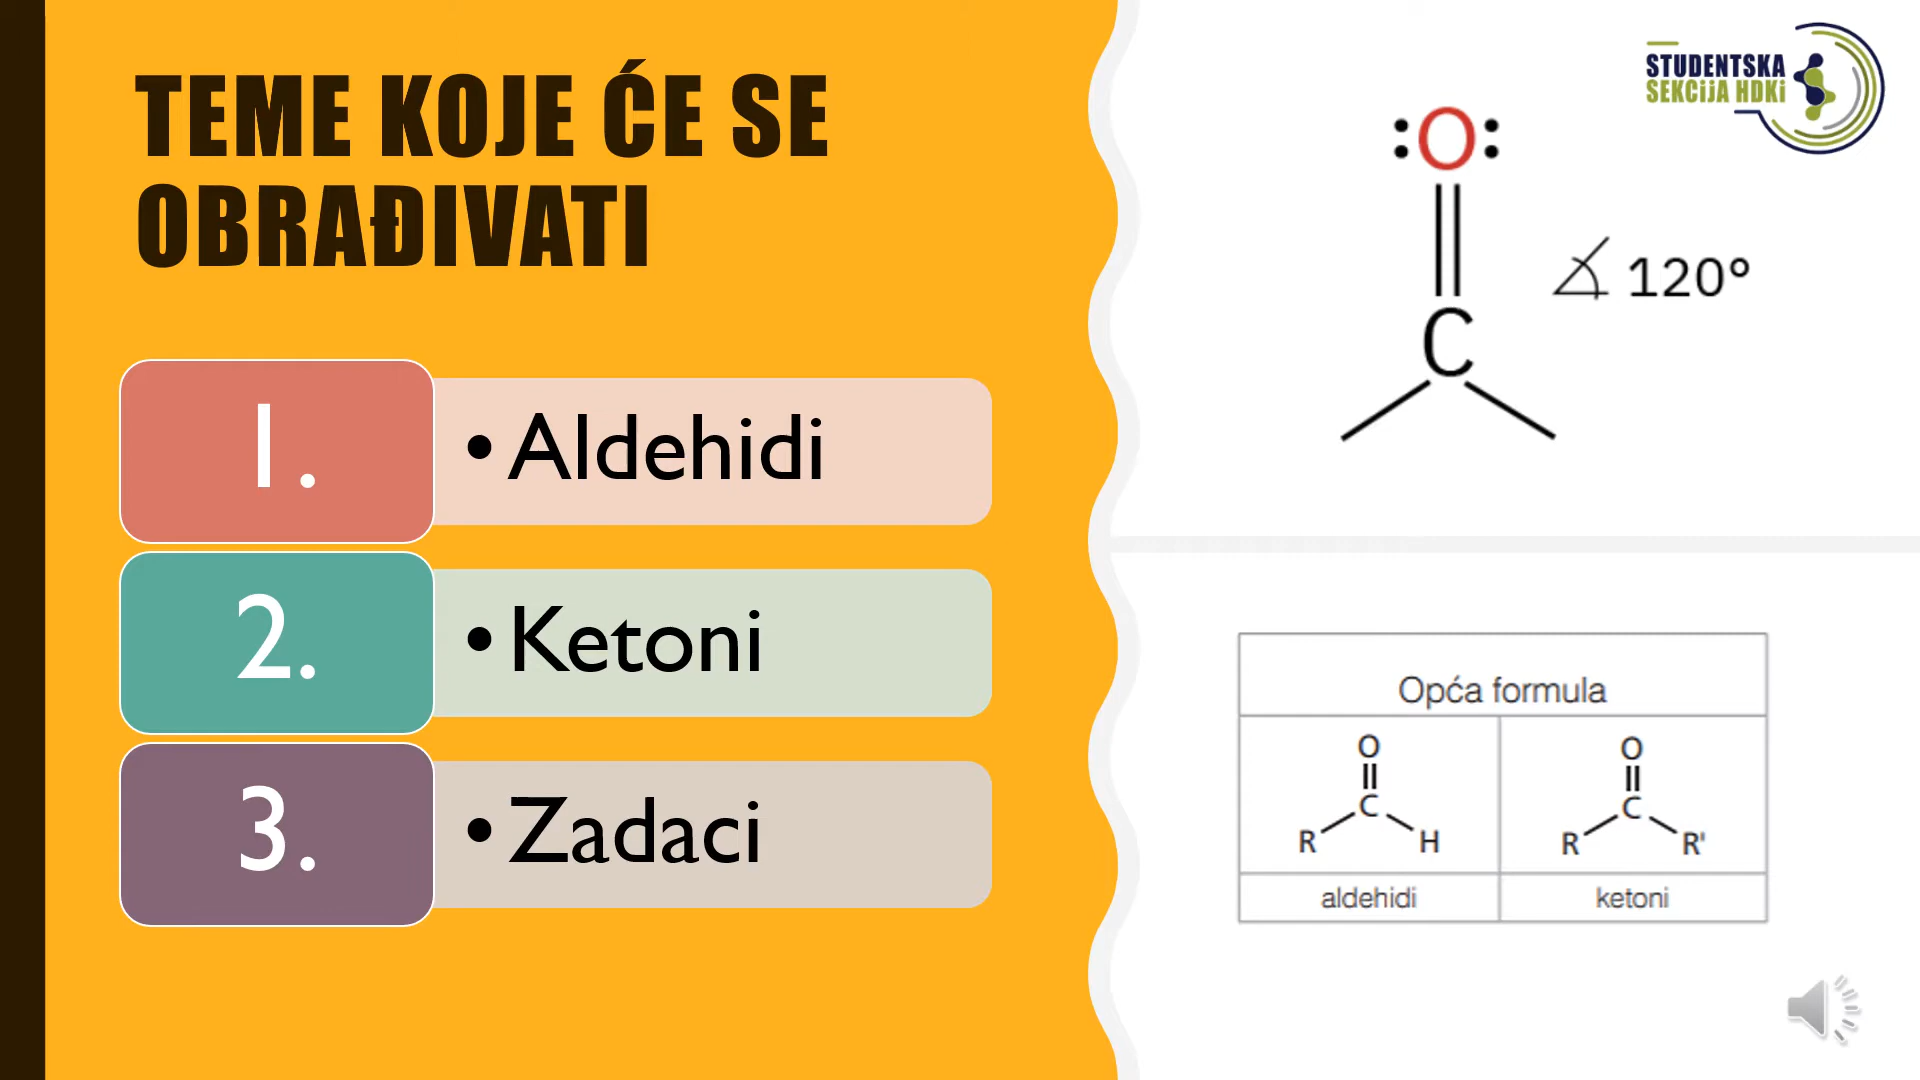 TEME KOJE ĆE SE
OBRAĐIVATI
1.
• Aldehidi
2.
• Ketoni
3.
• Zadaci
STUDENTSKA
SEKCIJA HDKI
:O:
C
120°
Opća formula
O
C
R H
O
C
R R'
aldehidi
ketoni